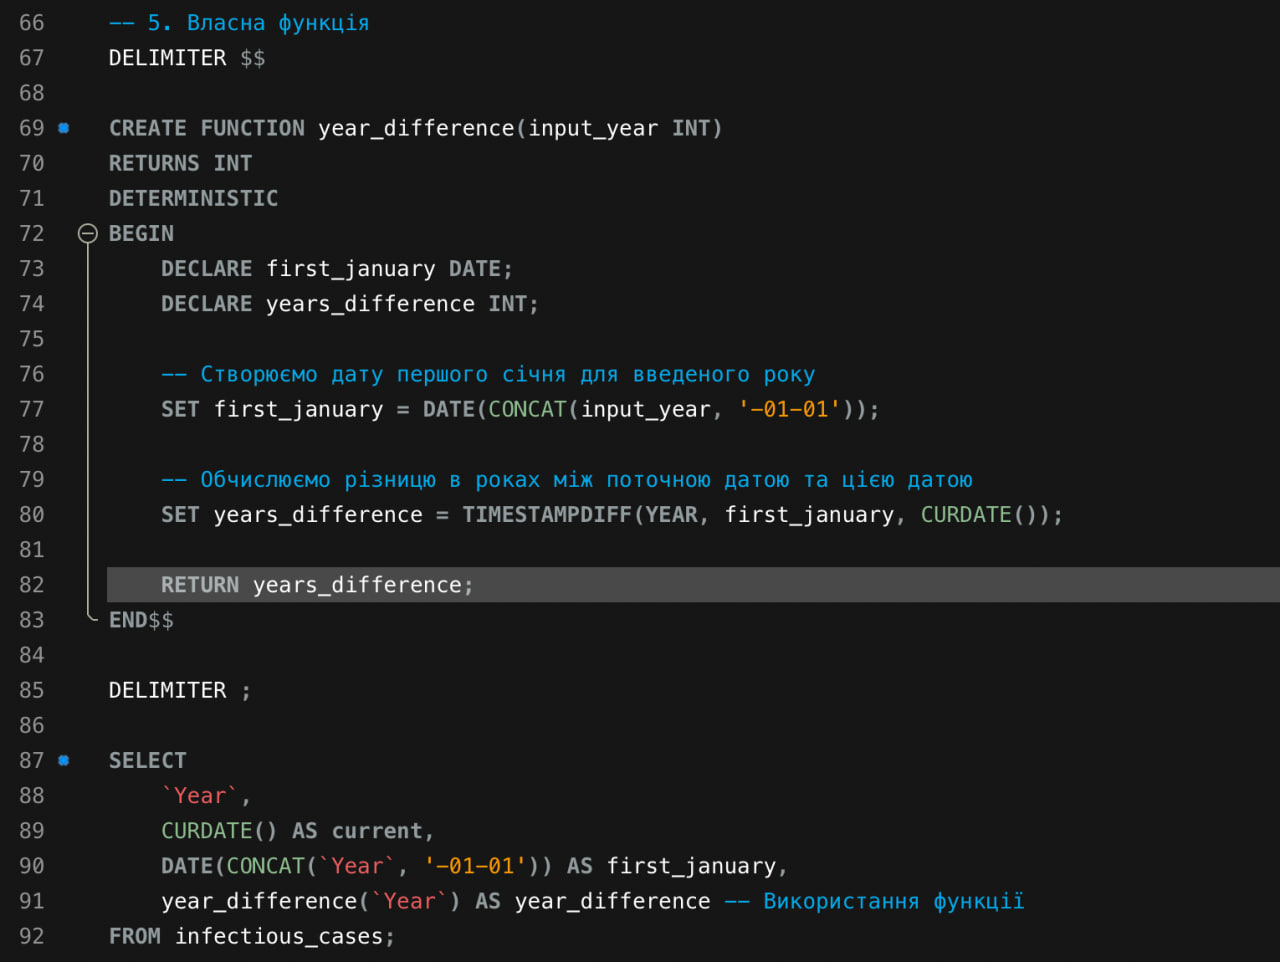 66 -- 5. Власна функція
67 DELIMITER $$
68
69 CREATE FUNCTION year_difference(input_year INT)
70 RETURNS INT
71 DETERMINISTIC
72 BEGIN
73 DECLARE first_january DATE;
74 DECLARE years_difference INT;
75
76 -- Створюємо дату першого січня для введеного року
77 SET first_january = DATE(CONCAT(input_year, '-01-01'));
78
79 -- Обчислюємо різницю в роках між поточною датою та цією датою
80 SET years_difference = TIMESTAMPDIFF(YEAR, first_january, CURDATE());
81
82 RETURN years_difference;
83 END$$
84
85 DELIMITER ;
86
87 SELECT
88 `Year`,
89 CURDATE() AS current,
90 DATE(CONCAT(`Year`, '-01-01')) AS first_january,
91 year_difference(`Year`) AS year_difference -- Використання функції
92 FROM infectious_cases;